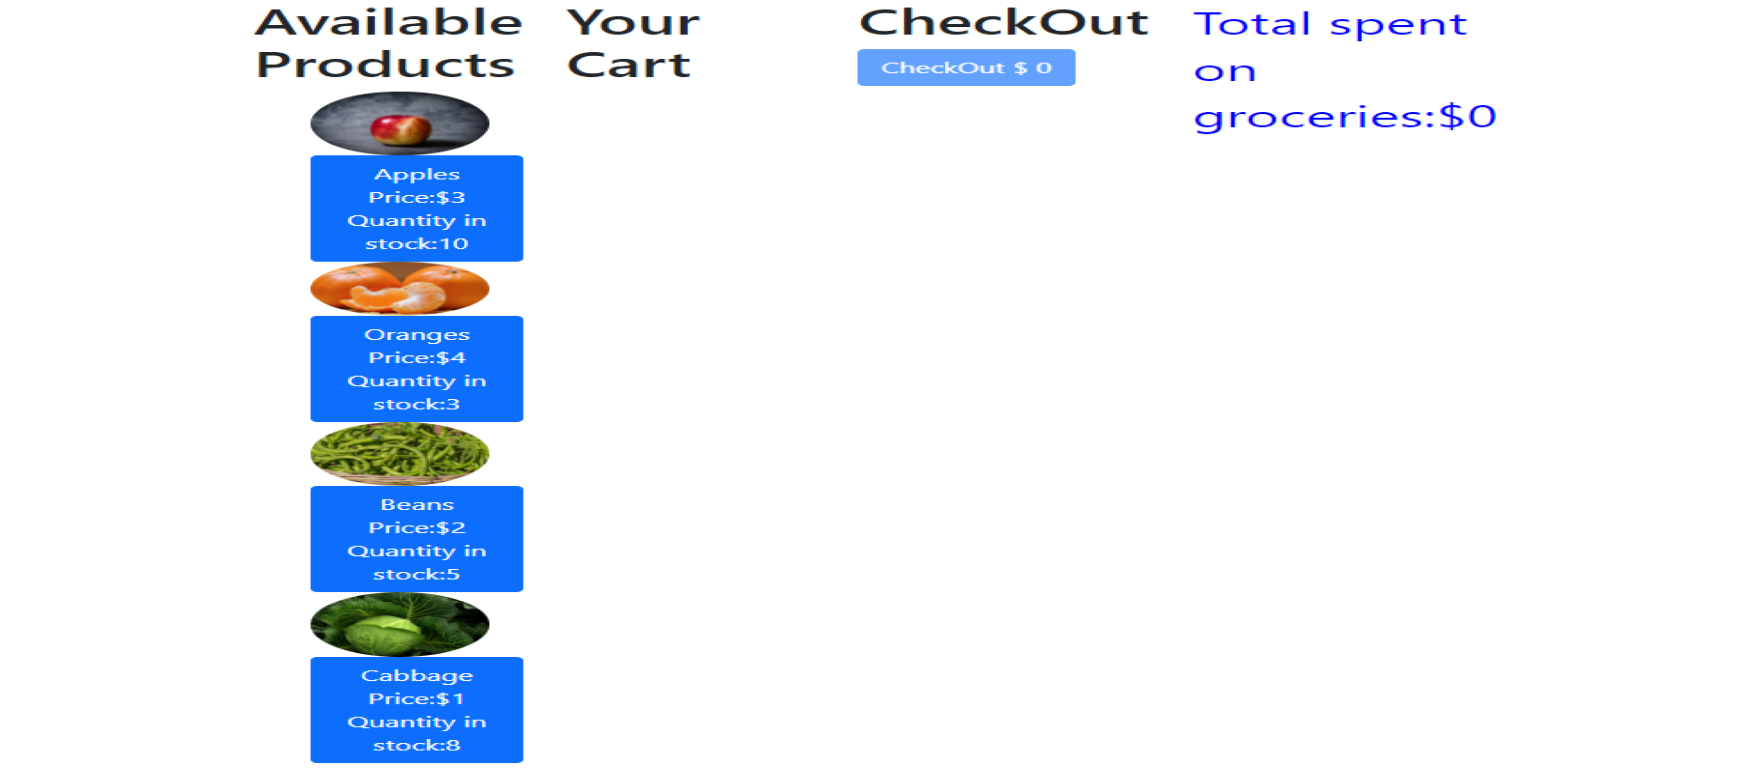 Available
Products
Your
Cart
CheckOut
CheckOut $ 0
Total spent
on
groceries:$0
Apples
Price:$3
Quantity in
stock:10
Oranges
Price:$4
Quantity in
stock:3
Beans
Price:$2
Quantity in
stock:5
Cabbage
Price:$1
Quantity in
stock:8